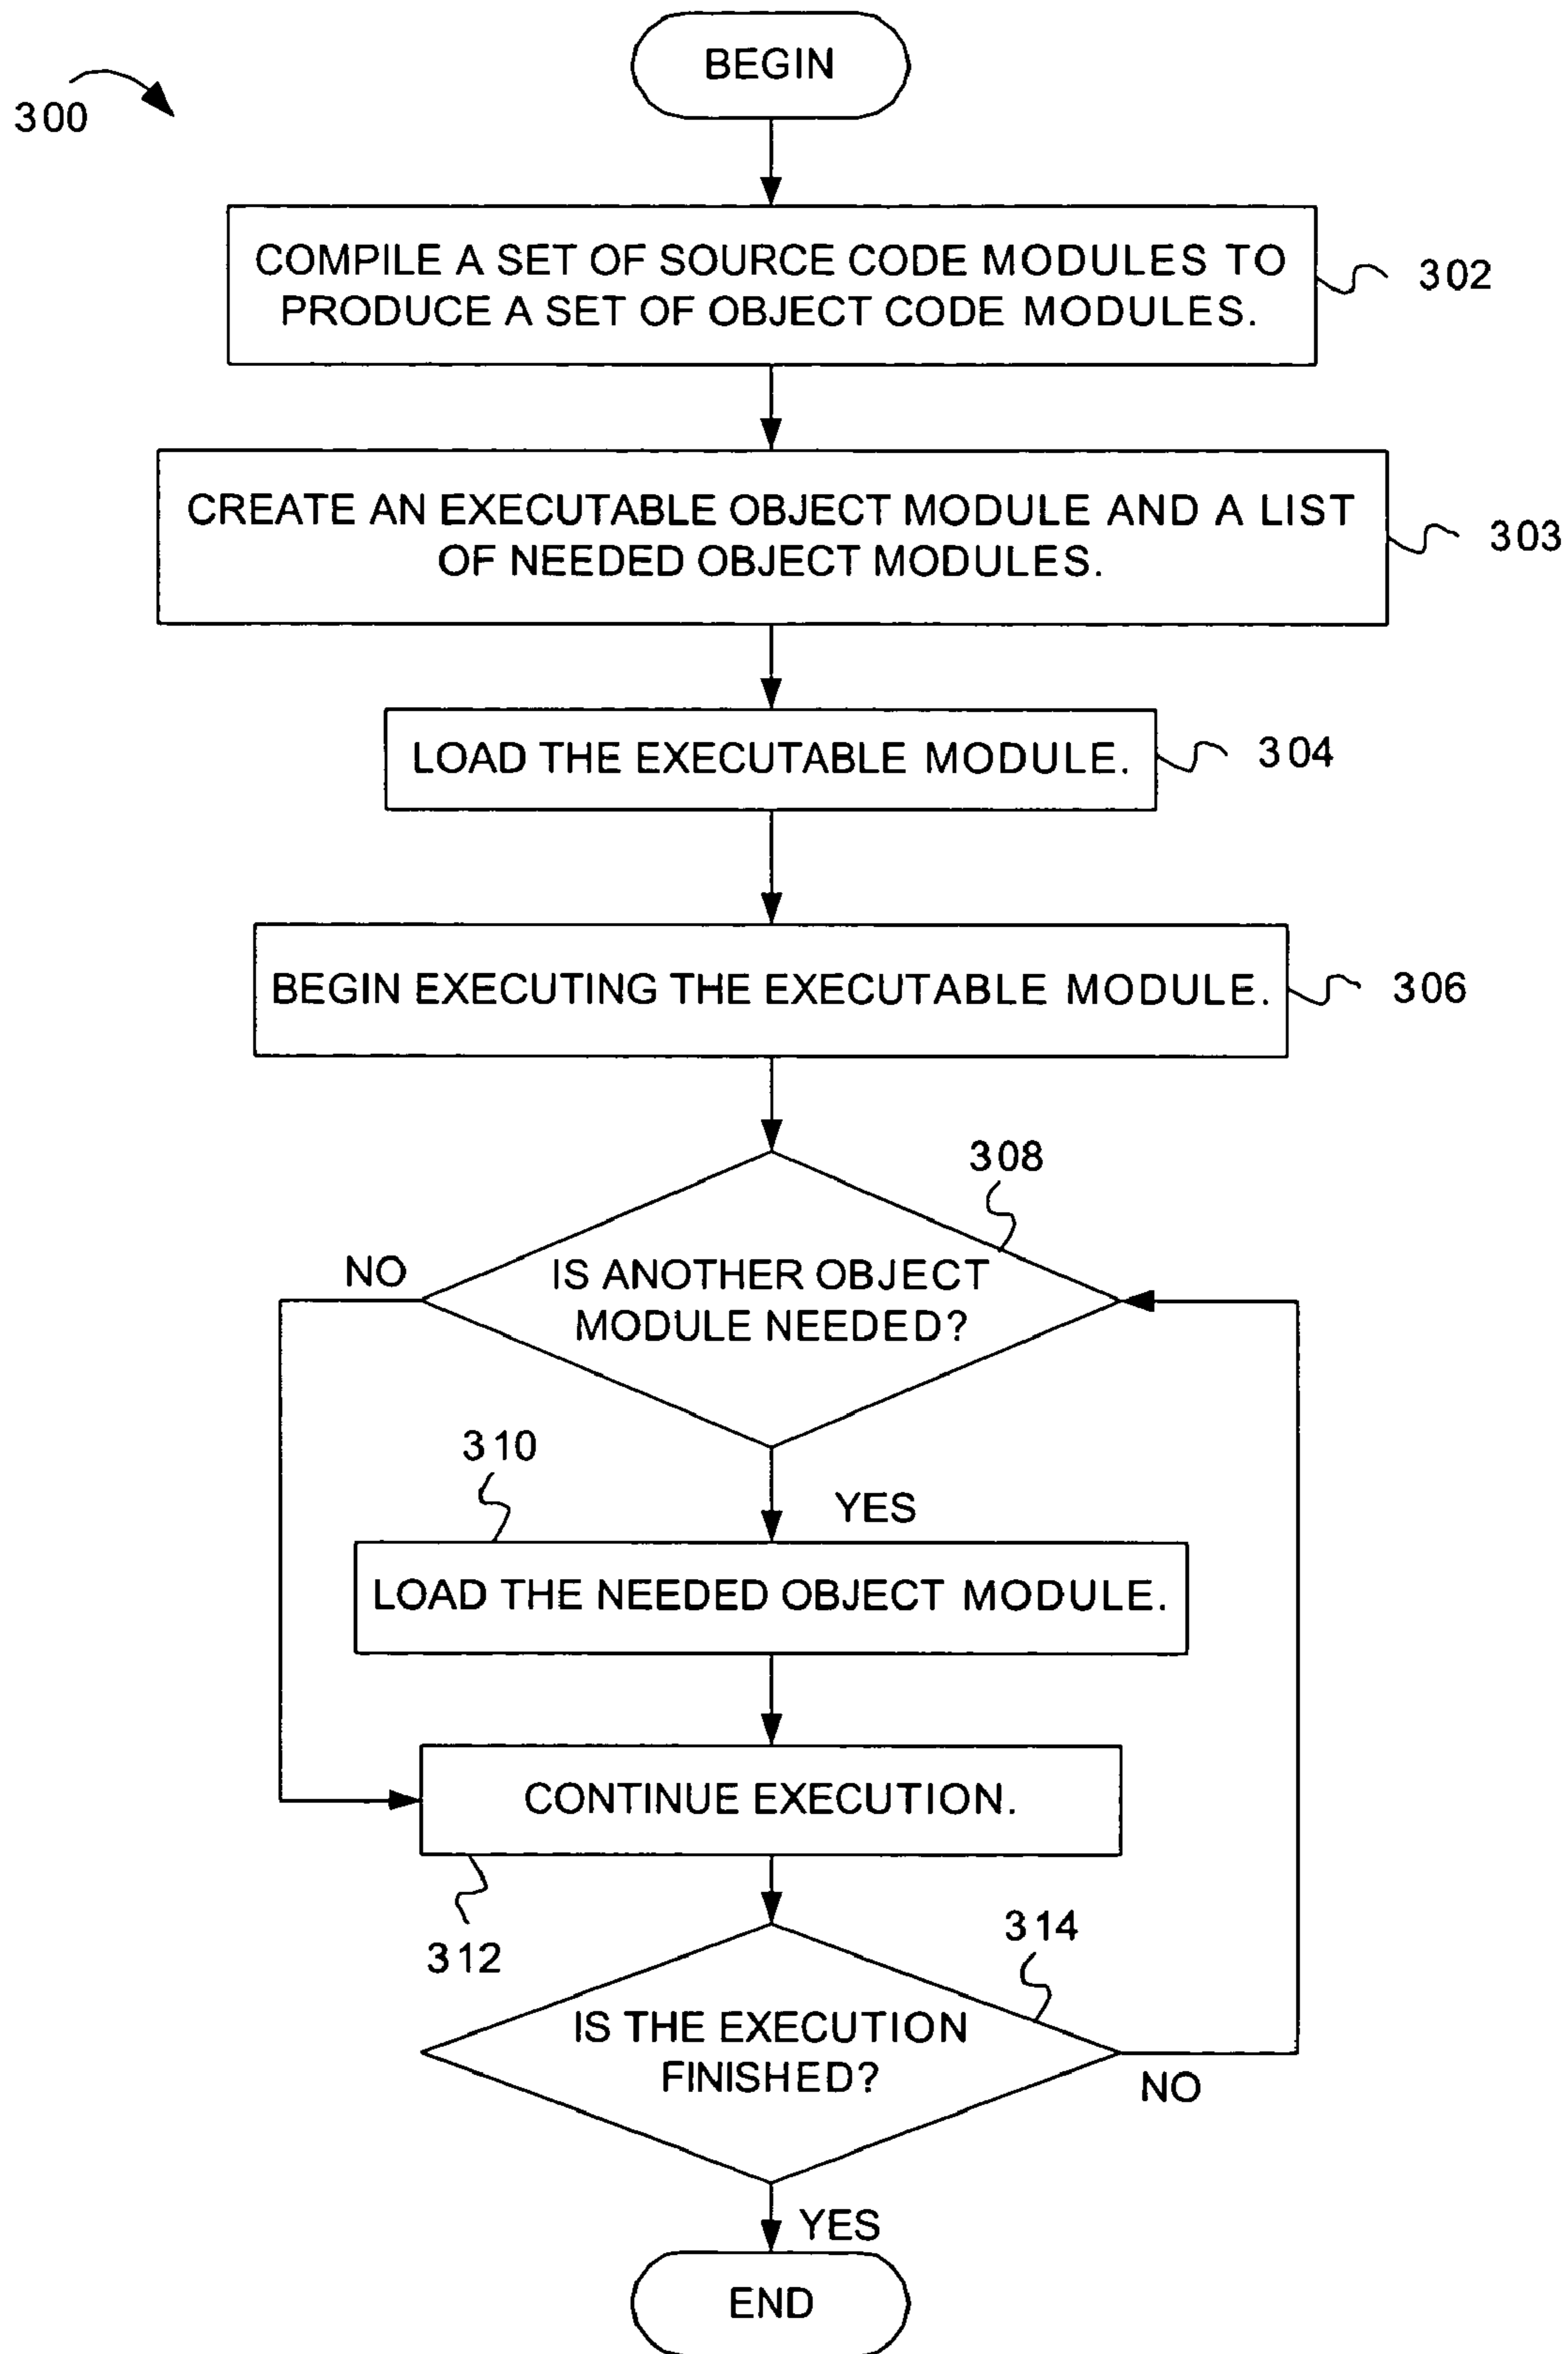 BEGIN
300
COMPILE A SET OF SOURCE CODE MODULES TO
PRODUCE A SET OF OBJECT CODE MODULES.
302
CREATE AN EXECUTABLE OBJECT MODULE AND A LIST
OF NEEDED OBJECT MODULES.
303
LOAD THE EXECUTABLE MODULE.
304
BEGIN EXECUTING THE EXECUTABLE MODULE.
306
308
NO
IS ANOTHER OBJECT
MODULE NEEDED?
310
YES
LOAD THE NEEDED OBJECT MODULE.
CONTINUE EXECUTION.
312
314
IS THE EXECUTION
FINISHED?
NO
YES
END